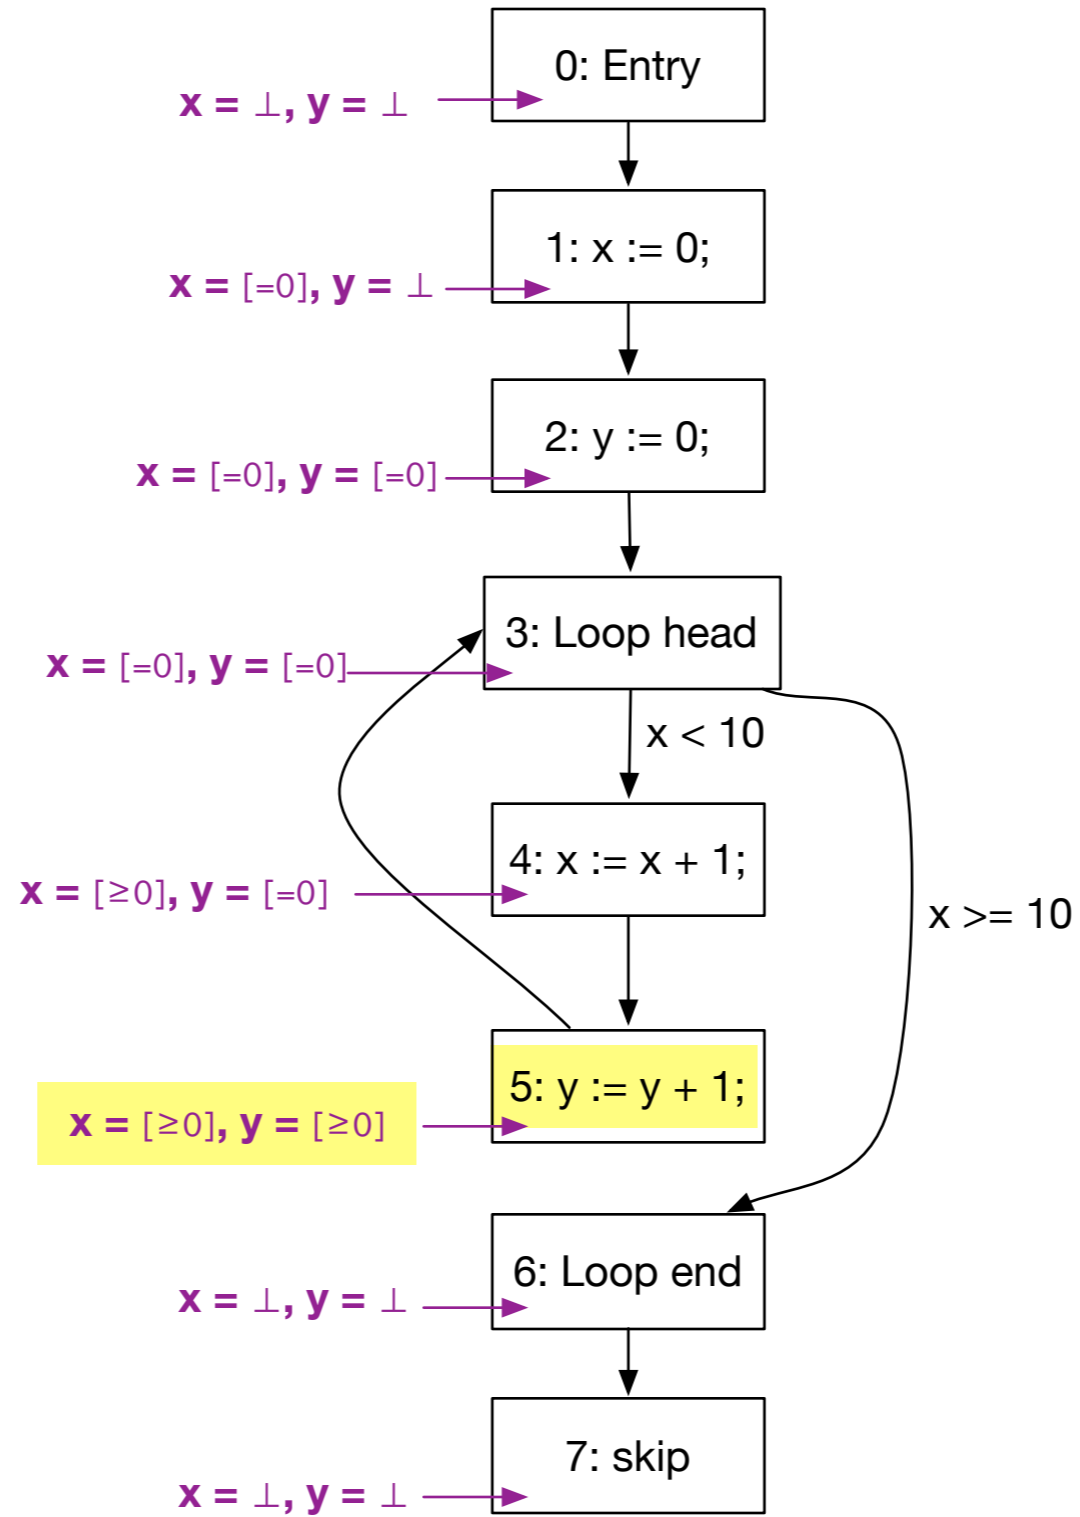 0: Entry
x = ⊥, y = ⊥
1: x := 0;
x = [=0], y = ⊥
2: y := 0;
x = [=0], y = [=0]
3: Loop head
x = [=0], y = [=0]
x < 10
4: x := x + 1;
x = [≥0], y = [=0]
x >= 10
5: y := y + 1;
x = [≥0], y = [≥0]
6: Loop end
x = ⊥, y = ⊥
7: skip
x = ⊥, y = ⊥